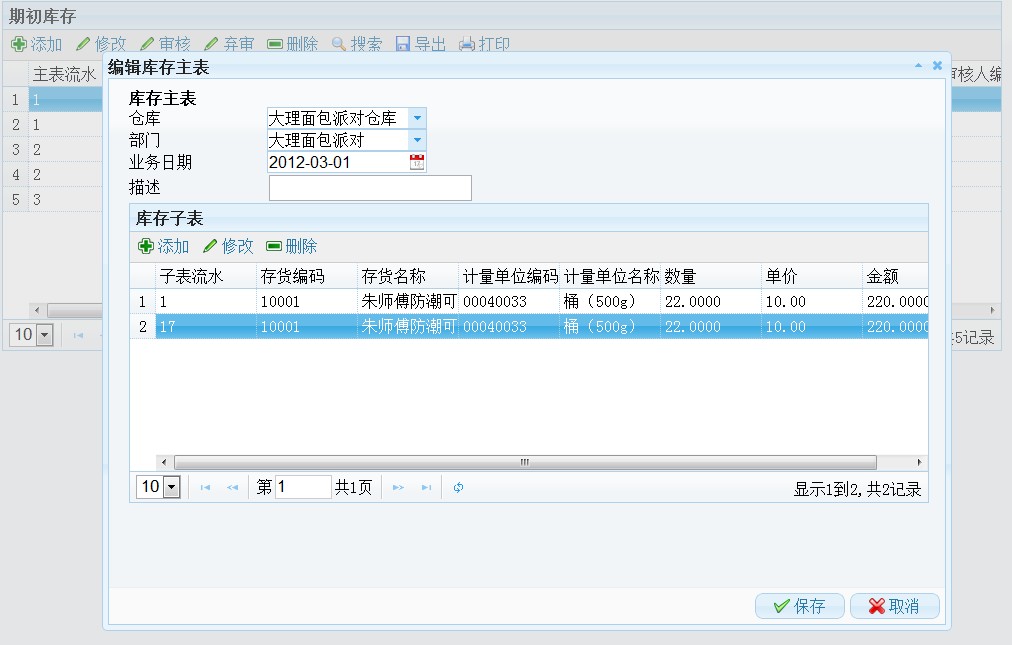 期初库存
添加 修改 审核 弃审 删除 搜索 导出 打印
主表流水
1 1
2 1
3 2
4 2
5 3
10
共5记录
编辑库存主表
库存主表
仓库 大理面包派对仓库
部门 大理面包派对
业务日期 2012-03-01
描述
库存子表
添加 修改 删除
子表流水 存货编码 存货名称 计量单位编码 计量单位名称 数量 单价 金额
1 1 10001 朱师傅防潮可 00040033 桶（500g） 22.0000 10.00 220.0000
2 17 10001 朱师傅防潮可 00040033 桶（500g） 22.0000 10.00 220.0000
10 第 1 共1页 显示1到2,共2记录
保存 取消